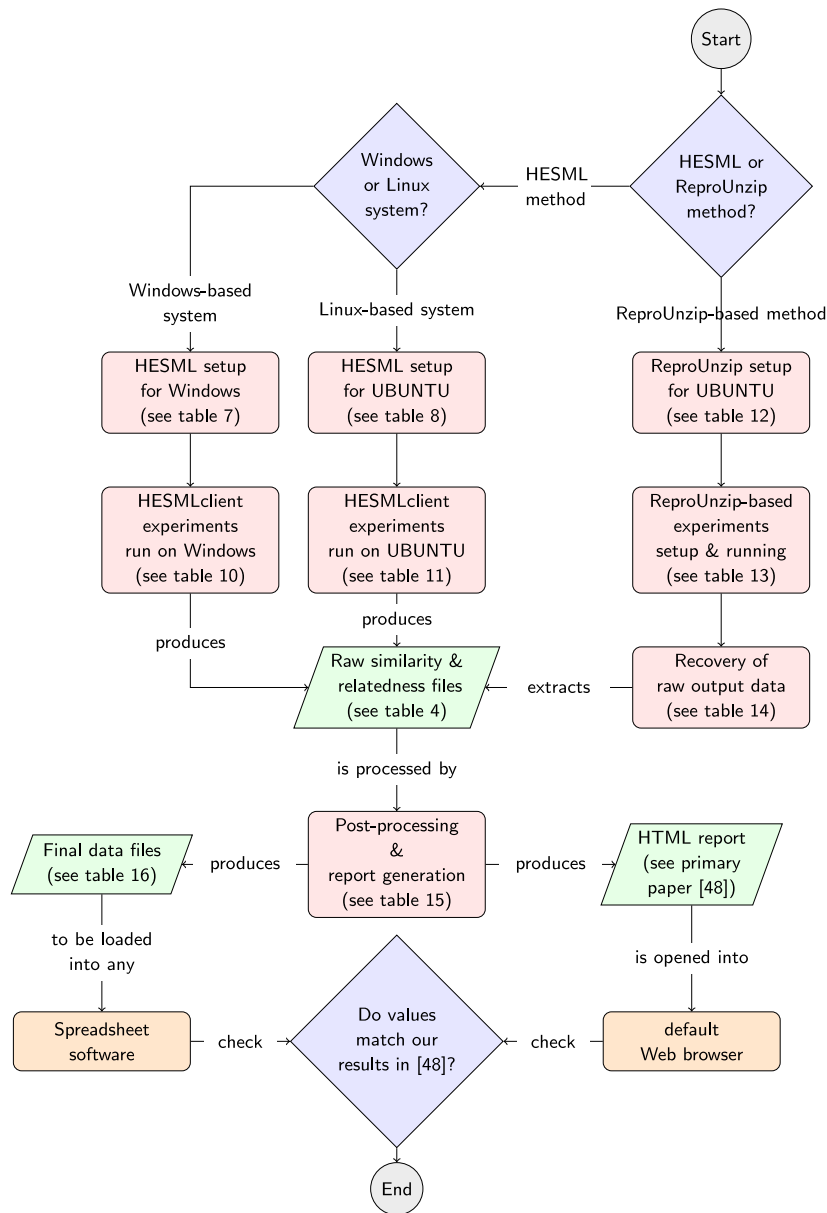 Start
HESML or
ReproUnzip
method?
HESML
method
Windows
or Linux
system?
Windows-based
system
Linux-based system
ReproUnzip-based method
HESML setup
for Windows
(see table 7)
HESML setup
for UBUNTU
(see table 8)
ReproUnzip setup
for UBUNTU
(see table 12)
HESMLclient
experiments
run on Windows
(see table 10)
HESMLclient
experiments
run on UBUNTU
(see table 11)
ReproUnzip-based
experiments
setup & running
(see table 13)
produces
produces
Raw similarity &
relatedness files
(see table 4)
extracts
Recovery of
raw output data
(see table 14)
is processed by
Final data files
(see table 16)
produces
Post-processing
&
report generation
(see table 15)
produces
HTML report
(see primary
paper [48])
to be loaded
into any
is opened into
Spreadsheet
software
check
Do values
match our
results in [48]?
check
default
Web browser
End